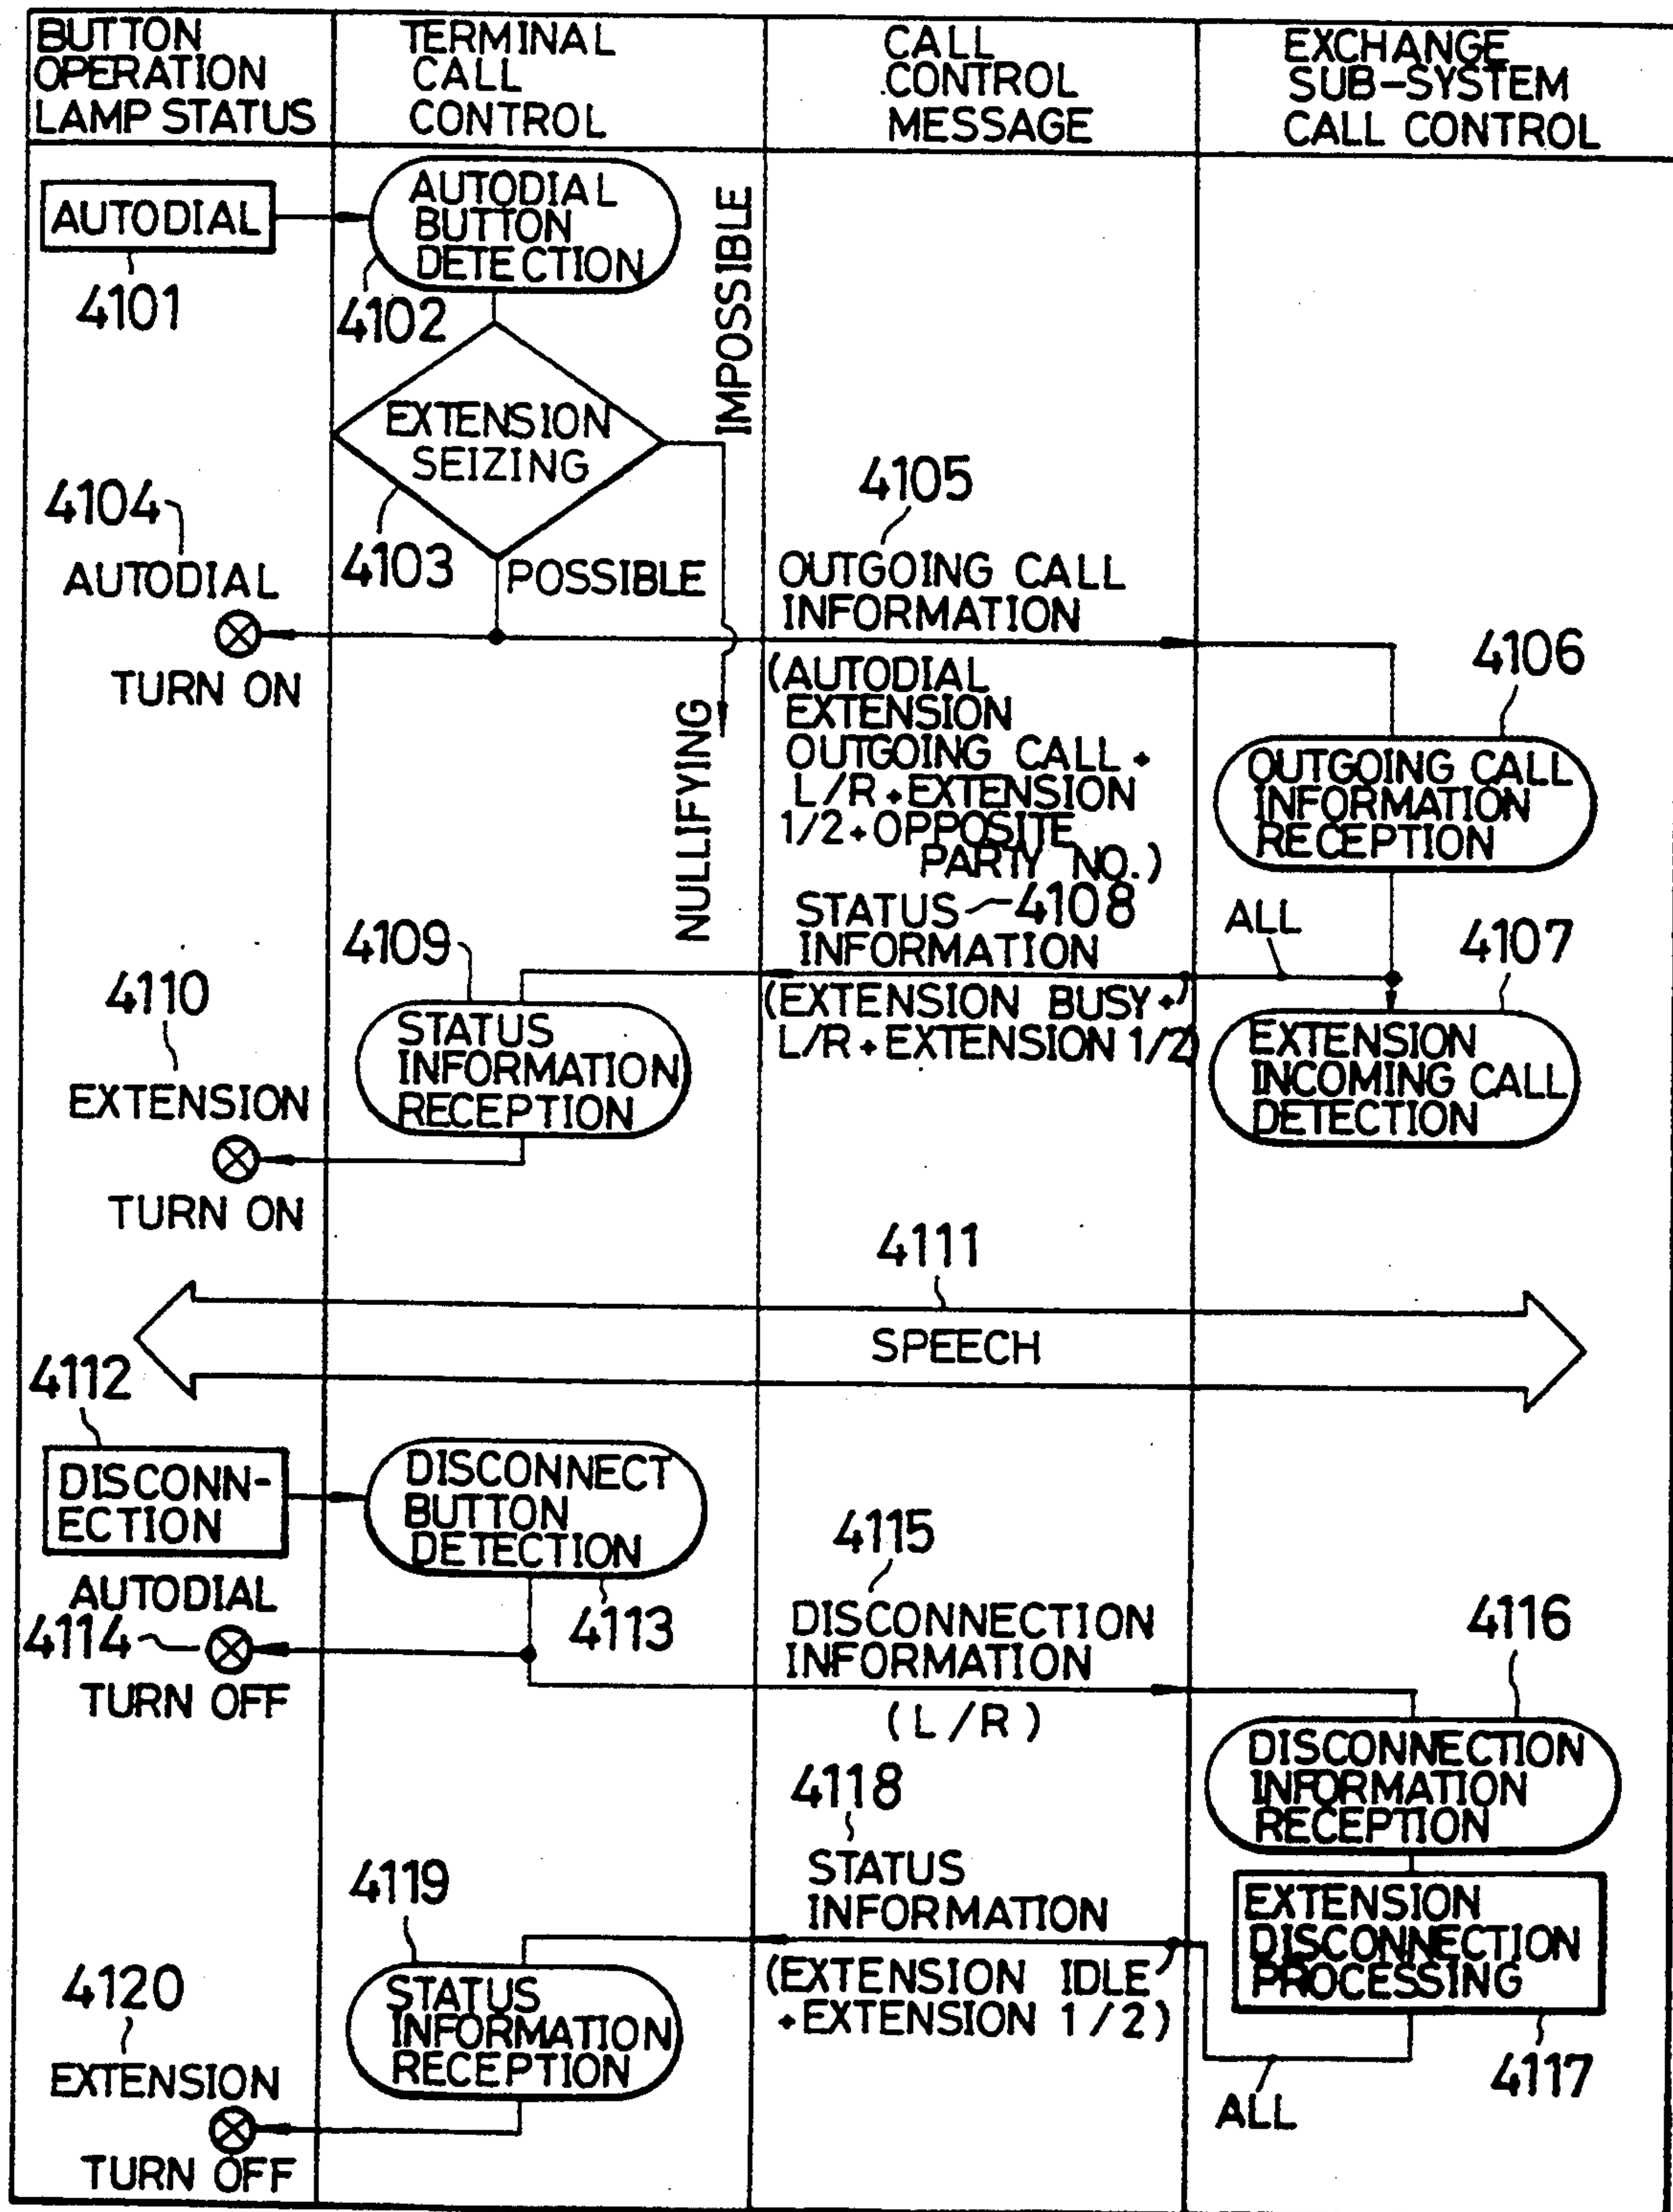 BUTTON
OPERATION
LAMP STATUS
TERMINAL
CALL
CONTROL
CALL
CONTROL
MESSAGE
EXCHANGE
SUB-SYSTEM
CALL CONTROL
AUTODIAL
4101
AUTODIAL
BUTTON
DETECTION
4102
IMPOSSIBLE
EXTENSION
SEIZING
4103
POSSIBLE
4104
AUTODIAL
TURN ON
4105
OUTGOING CALL
INFORMATION
(AUTODIAL
EXTENSION
OUTGOING CALL +
L/R + EXTENSION
1/2 + OPPOSITE
PARTY NO.)
4106
OUTGOING CALL
INFORMATION
RECEPTION
NULLIFYING
STATUS 4108
INFORMATION
(EXTENSION BUSY +
L/R + EXTENSION 1/2)
ALL
4107
EXTENSION
INCOMING CALL
DETECTION
4109
STATUS
INFORMATION
RECEPTION
4110
EXTENSION
TURN ON
4111
SPEECH
4112
DISCONN-
ECTION
DISCONNECT
BUTTON
DETECTION
4113
AUTODIAL
4114
TURN OFF
4115
DISCONNECTION
INFORMATION
(L/R)
4116
DISCONNECTION
INFORMATION
RECEPTION
EXTENSION
DISCONNECTION
PROCESSING
4117
ALL
4118
STATUS
INFORMATION
(EXTENSION IDLE
+ EXTENSION 1/2)
4119
STATUS
INFORMATION
RECEPTION
4120
EXTENSION
TURN OFF